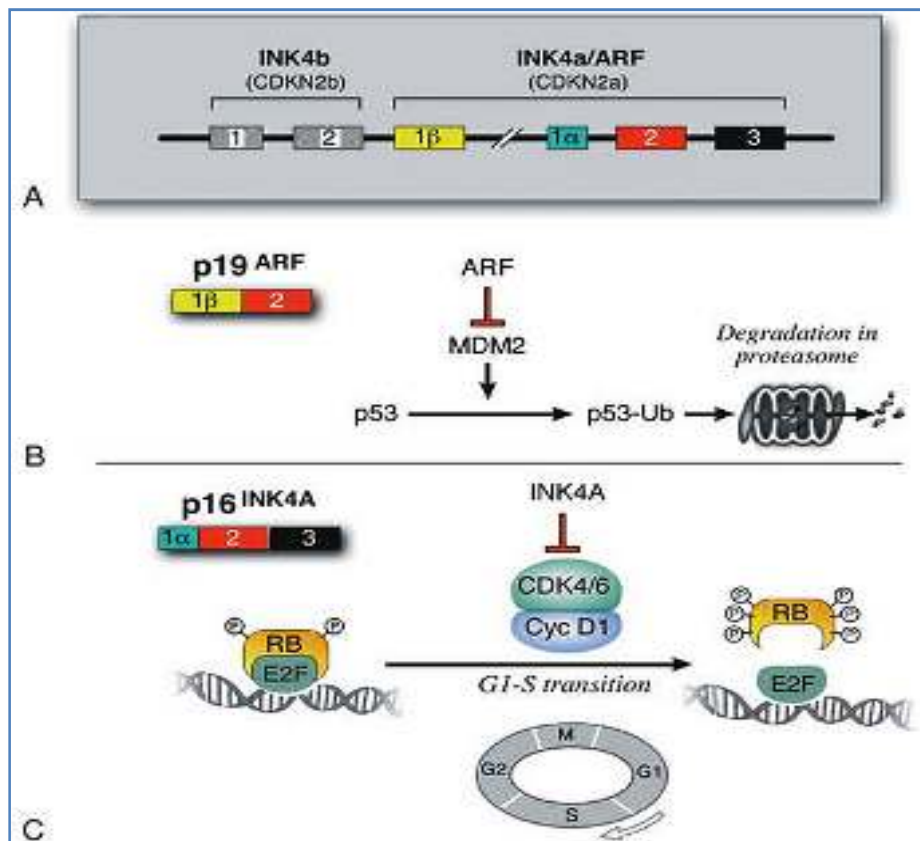 INK4b
(CDKN2b)
INK4a/ARF
(CDKN2a)
1
2
1β
1α
2
3
A
p19 ARF
1β
2
ARF
MDM2
p53
p53-Ub
Degradation in
proteasome
B
p16 INK4A
1α
2
3
INK4A
CDK4/6
Cyc D1
P
P
RB
E2F
G1-S transition
P
P
P
P
P
P
RB
E2F
M
G2
G1
S
C